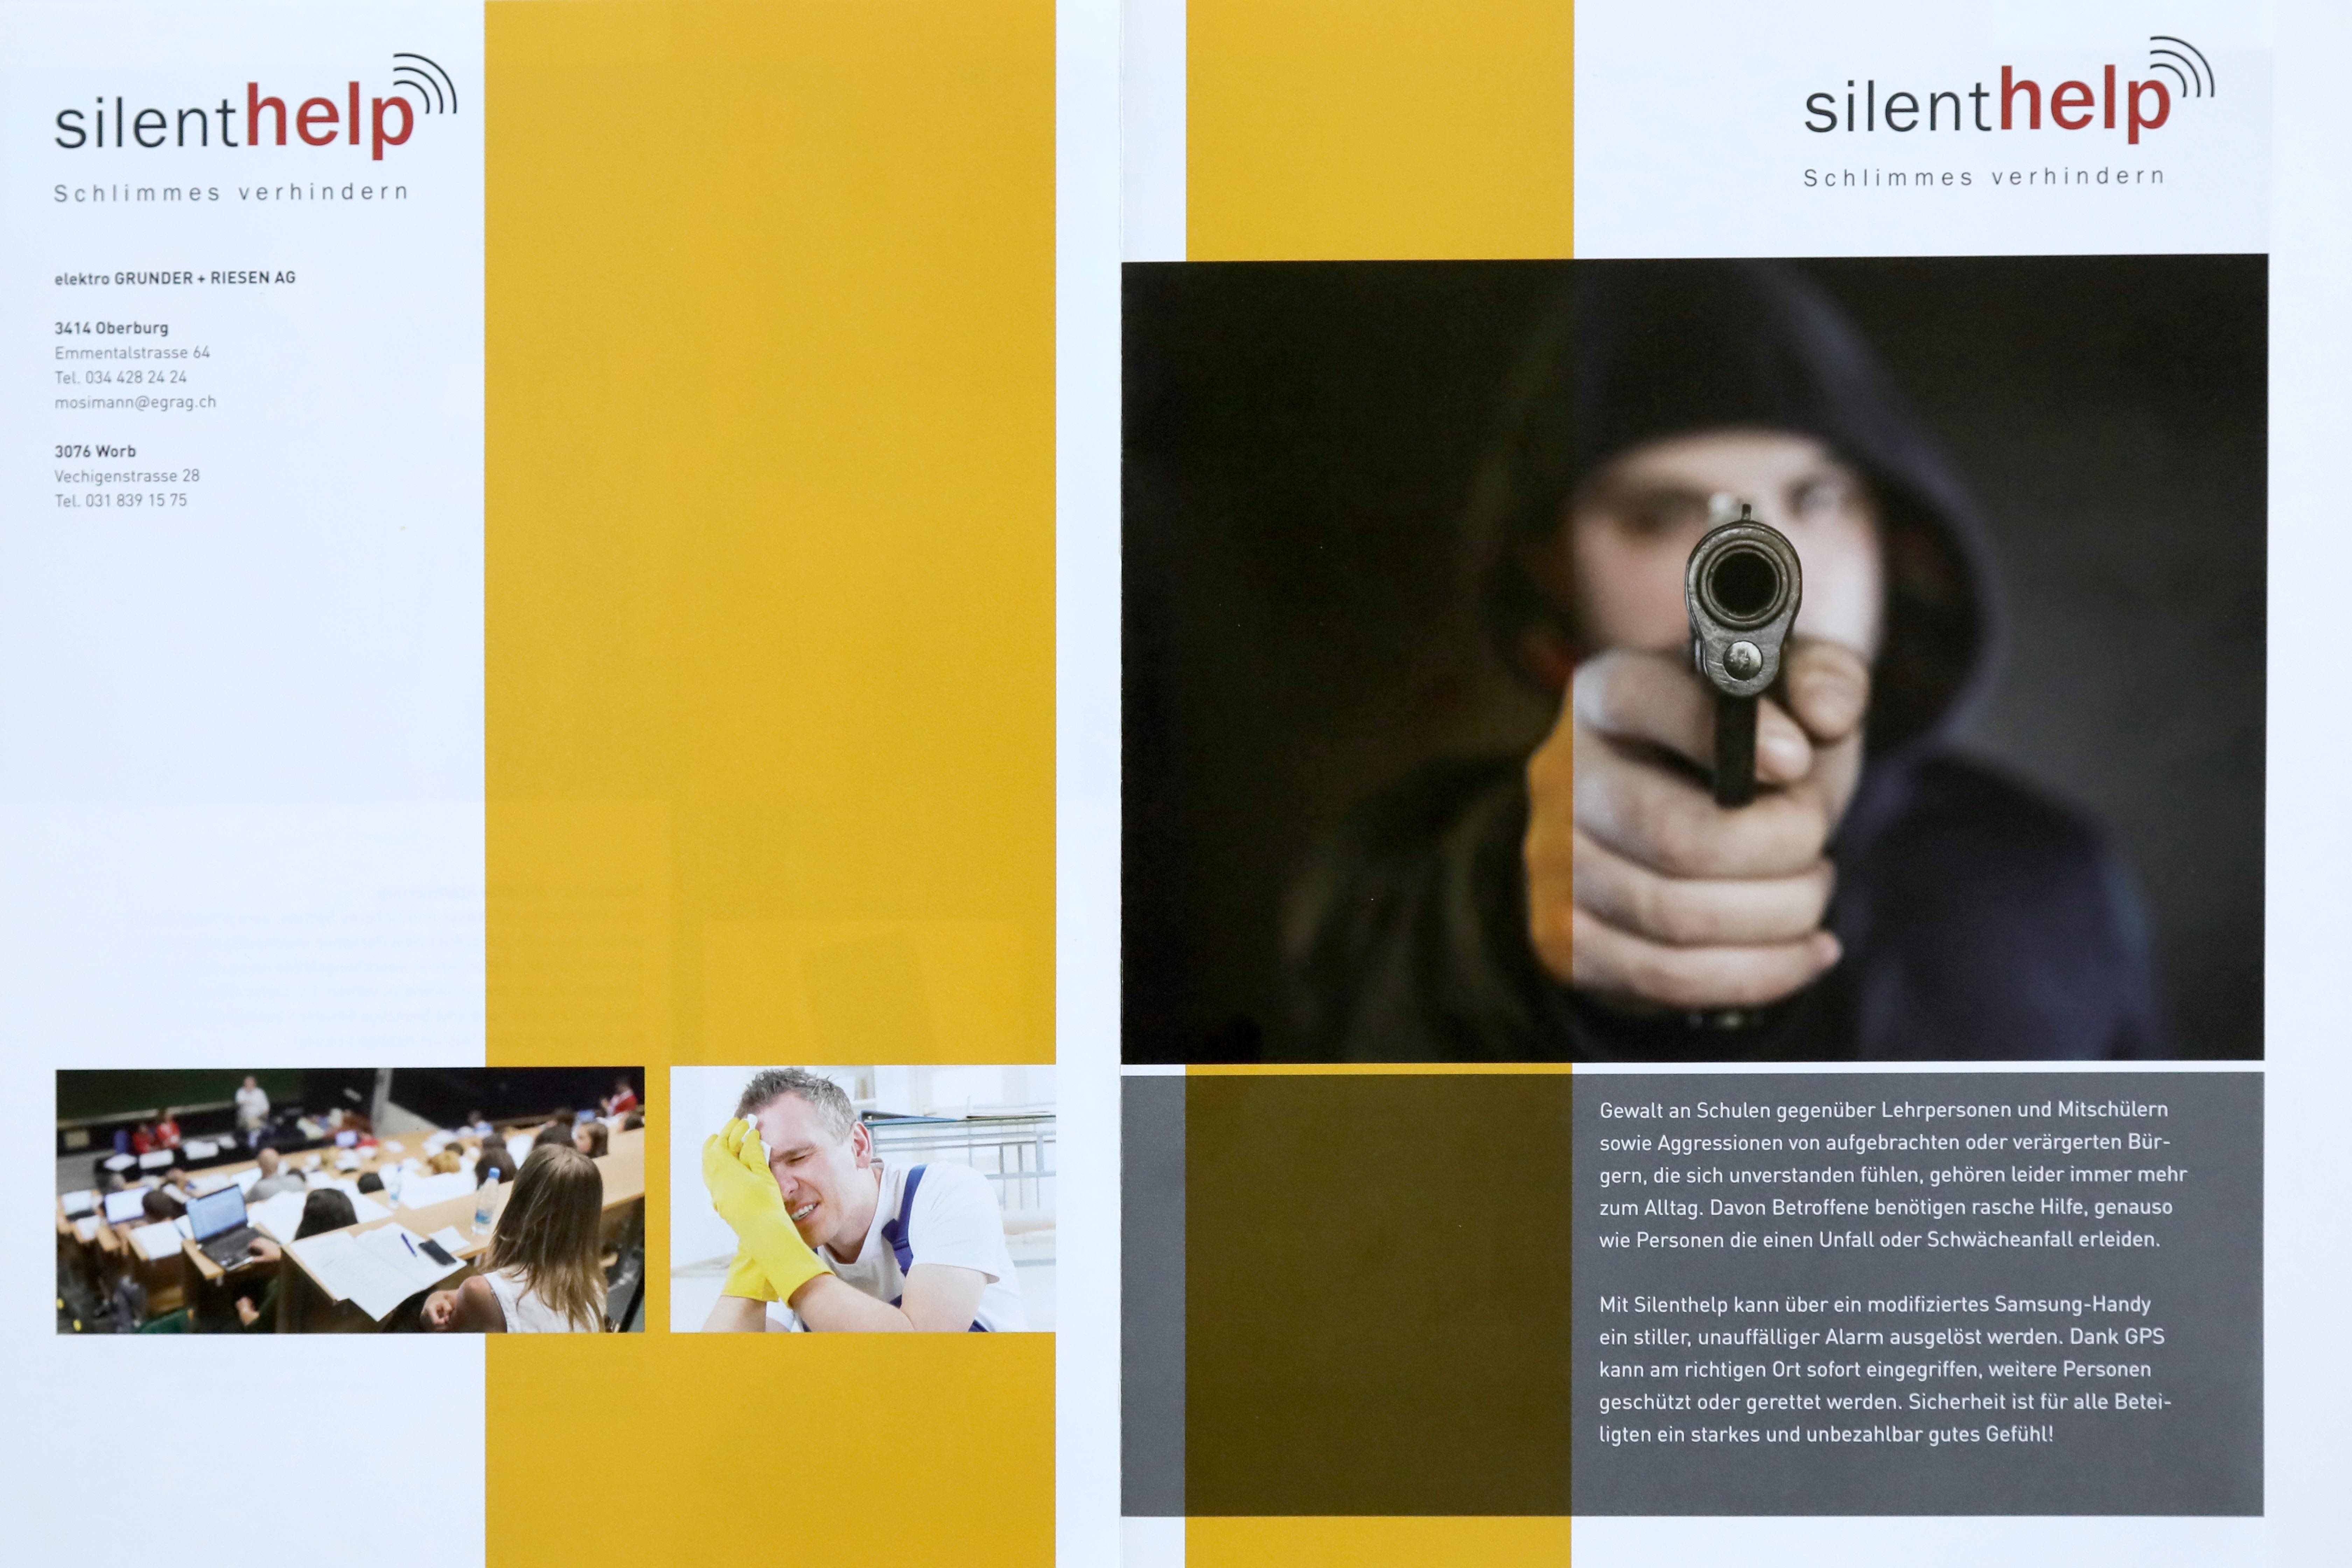 silenthelp
Schlimmes verhindern
elektro GRUNDER + RIESEN AG
3414 Oberburg
Emmentalstrasse 64
Tel. 034 428 24 24
mosimann@egrag.ch
3076 Worb
Vechigenstrasse 28
Tel. 031 839 15 75
silenthelp
Schlimmes verhindern
Gewalt an Schulen gegenüber Lehrpersonen und Mitschülern
sowie Aggressionen von aufgebrachten oder verärgerten Bür-
gern, die sich unverstanden fühlen, gehören leider immer mehr
zum Alltag. Davon Betroffene benötigen rasche Hilfe, genauso
wie Personen die einen Unfall oder Schwächeanfall erleiden.
Mit Silenthelp kann über ein modifiziertes Samsung-Handy
ein stiller, unauffälliger Alarm ausgelöst werden. Dank GPS
kann am richtigen Ort sofort eingegriffen, weitere Personen
geschützt oder gerettet werden. Sicherheit ist für alle Betei-
ligten ein starkes und unbezahlbar gutes Gefühl!